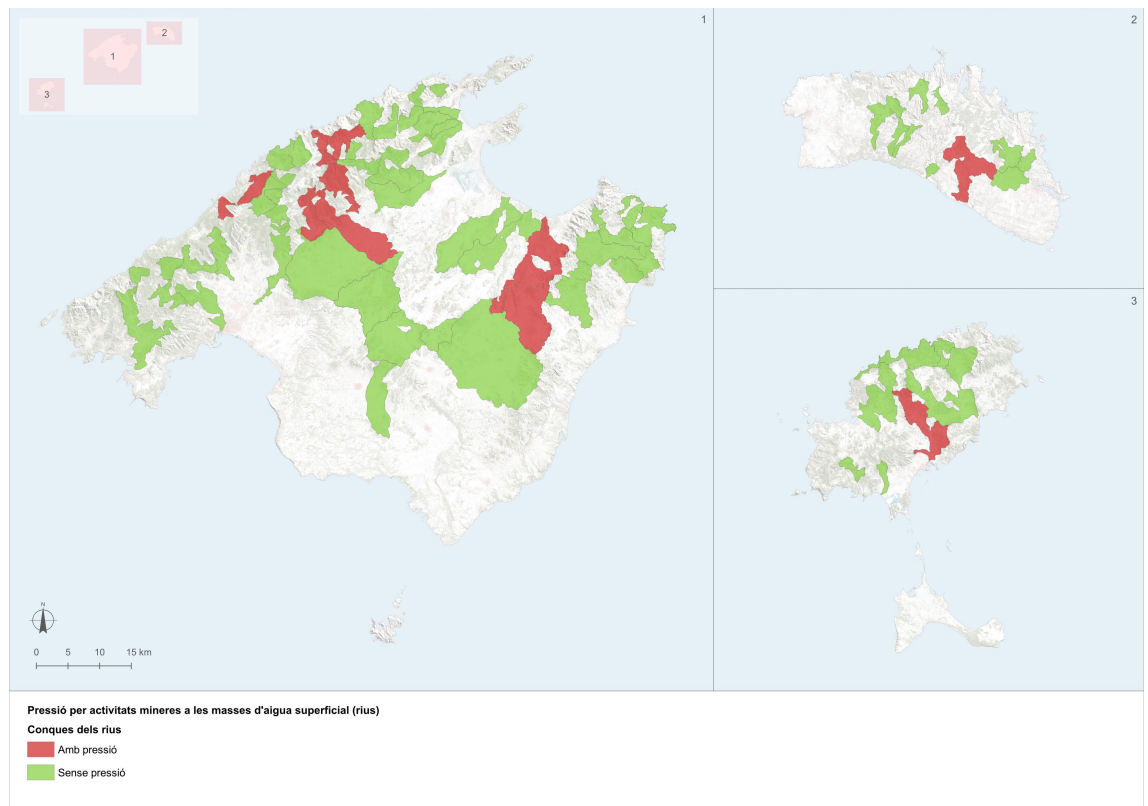 1
2
1
2
3
3
N
0 5 10 15 km
Pressió per activitats mineres a les masses d'aigua superficial (rius)
Conques dels rius
Amb pressió
Sense pressió